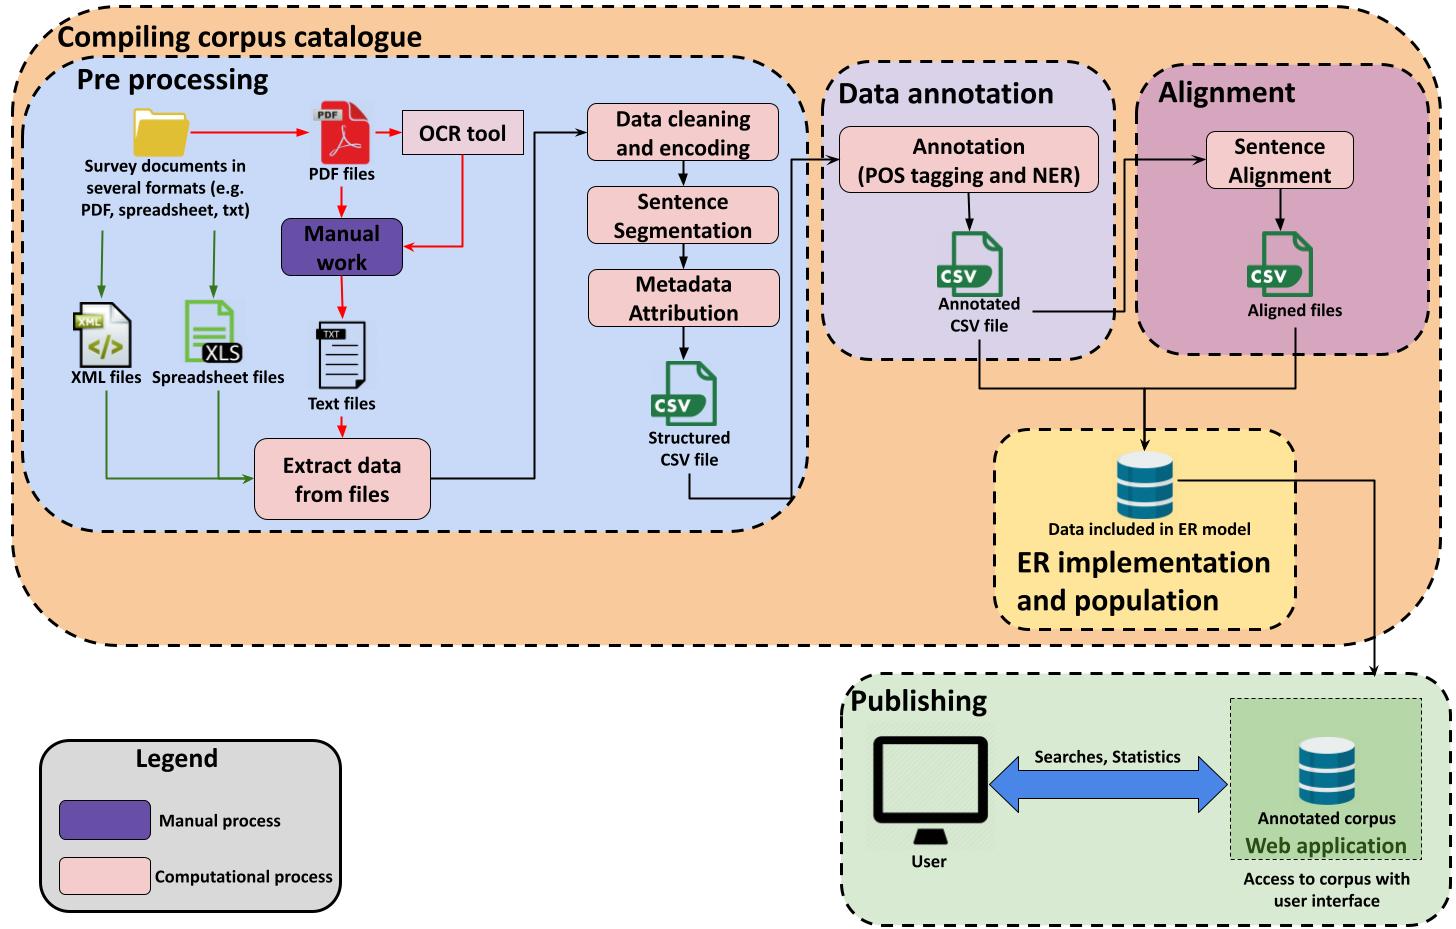 Compiling corpus catalogue
Pre processing
Survey documents in
several formats (e.g.
PDF, spreadsheet, txt)
PDF
PDF files
OCR tool
Manual
work
XML
XML files
XLS
Spreadsheet files
TXT
Text files
Extract data
from files
Data cleaning
and encoding
Sentence
Segmentation
Metadata
Attribution
CSV
Structured
CSV file
Data annotation
Annotation
(POS tagging and NER)
CSV
Annotated
CSV file
Alignment
Sentence
Alignment
CSV
Aligned files
Data included in ER model
ER implementation
and population
Publishing
User
Searches, Statistics
Annotated corpus
Web application
Access to corpus with
user interface
Legend
Manual process
Computational process